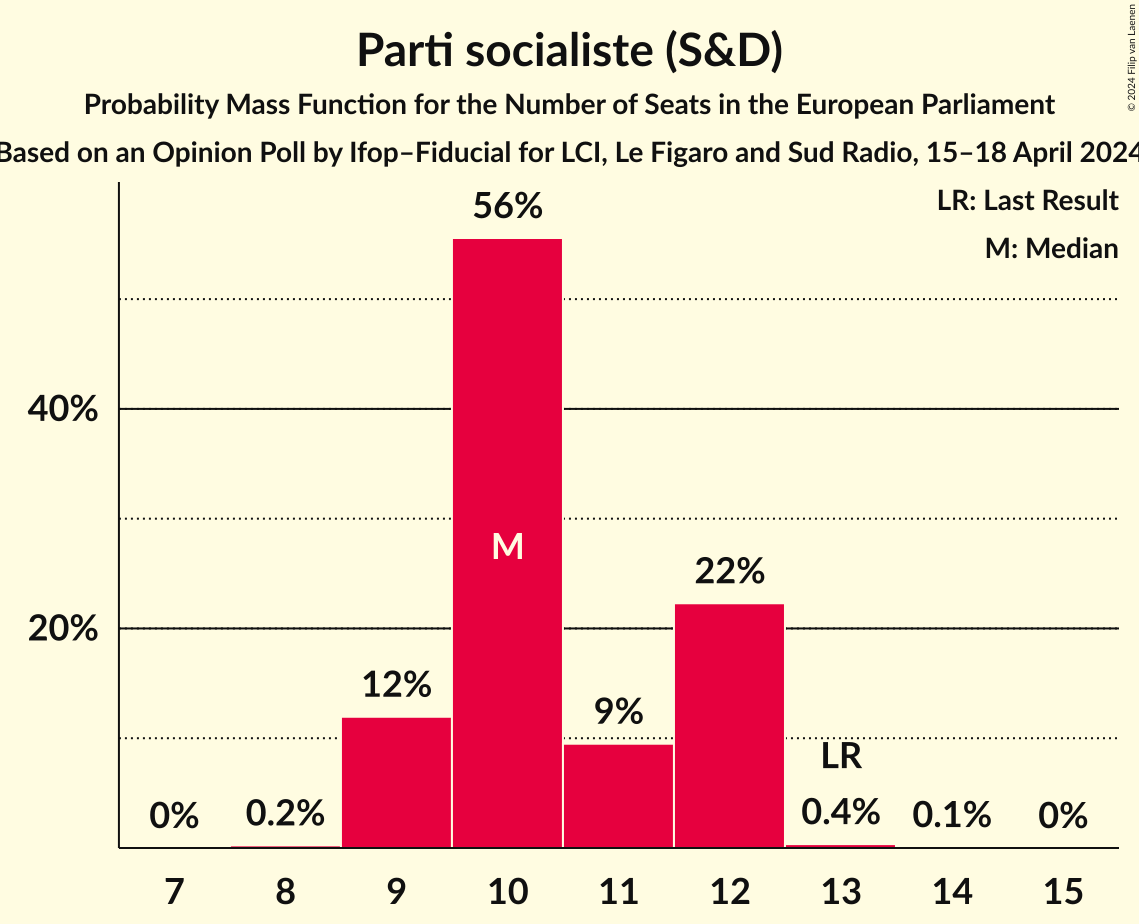 Parti socialiste (S&D)
Probability Mass Function for the Number of Seats in the European Parliament
Based on an Opinion Poll by Ifop–Fiducial for LCI, Le Figaro and Sud Radio, 15–18 April 2024
© 2024 Filip van Laenen
LR: Last Result
M: Median
56%
40%
M
22%
20%
12%
9%
LR
0%
0.2%
0.4%
0.1%
0%
7 8 9 10 11 12 13 14 15